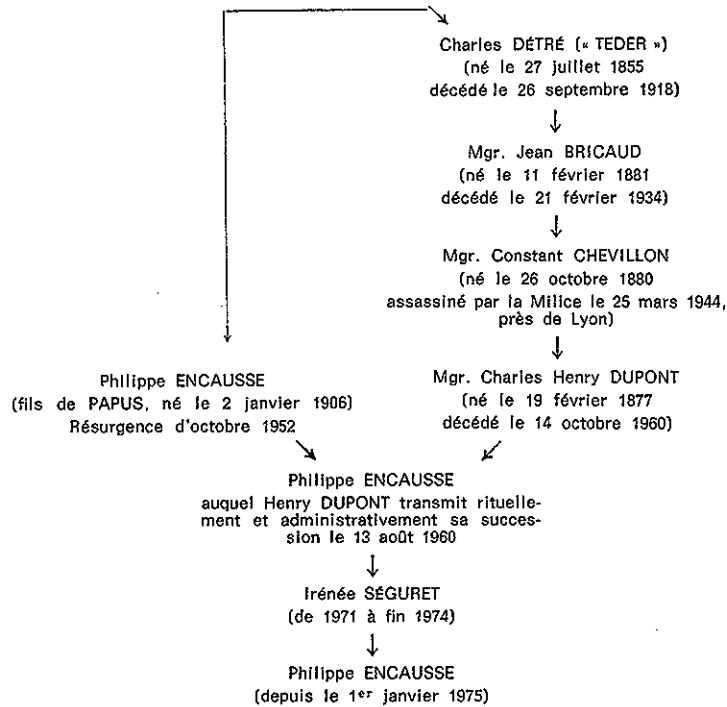 Charles DÉTRÉ (« TEDER »)
(né le 27 juillet 1855
décédé le 26 septembre 1918)
Mgr. Jean BRICAUD
(né le 11 février 1881
décédé le 21 février 1934)
Mgr. Constant CHEVILLON
(né le 26 octobre 1880
assassiné par la Milice le 25 mars 1944,
près de Lyon)
Philippe ENCAUSSE
(fils de PAPUS, né le 2 janvier 1906)
Résurgence d'octobre 1952
Mgr. Charles Henry DUPONT
(né le 19 février 1877
décédé le 14 octobre 1960)
Philippe ENCAUSSE
auquel Henry DUPONT transmit rituelle-
ment et administrativement sa succes-
sion le 13 août 1960
Irénée SÉGURET
(de 1971 à fin 1974)
Philippe ENCAUSSE
(depuis le 1er janvier 1975)